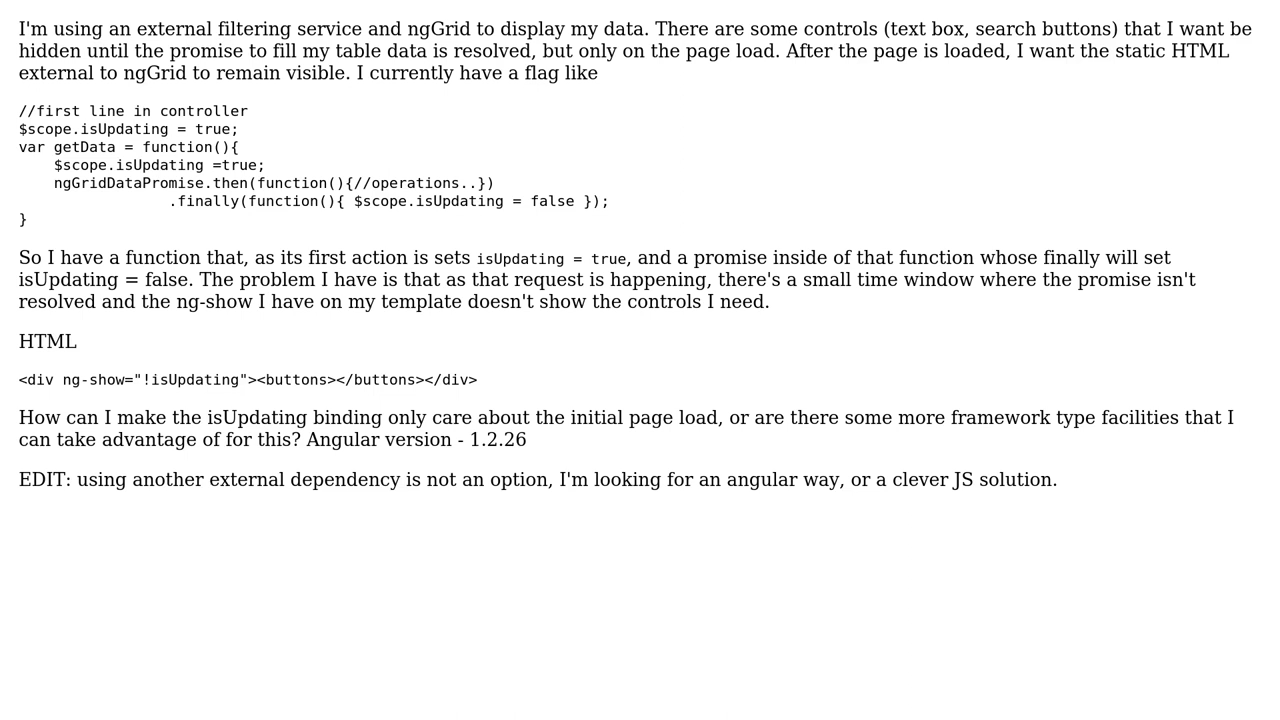 I'm using an external filtering service and ngGrid to display my data. There are some controls (text box, search buttons) that I want be
hidden until the promise to fill my table data is resolved, but only on the page load. After the page is loaded, I want the static HTML
external to ngGrid to remain visible. I currently have a flag like
//first line in controller
$scope.isUpdating = true;
var getData = function(){
    $scope.isUpdating =true;
    ngGridDataPromise.then(function(){//operations..})
                 .finally(function(){ $scope.isUpdating = false });
}
So I have a function that, as its first action is sets isUpdating = true, and a promise inside of that function whose finally will set
isUpdating = false. The problem I have is that as that request is happening, there's a small time window where the promise isn't
resolved and the ng-show I have on my template doesn't show the controls I need.
HTML
<div ng-show="!isUpdating"><buttons></buttons></div>
How can I make the isUpdating binding only care about the initial page load, or are there some more framework type facilities that I
can take advantage of for this? Angular version - 1.2.26
EDIT: using another external dependency is not an option, I'm looking for an angular way, or a clever JS solution.